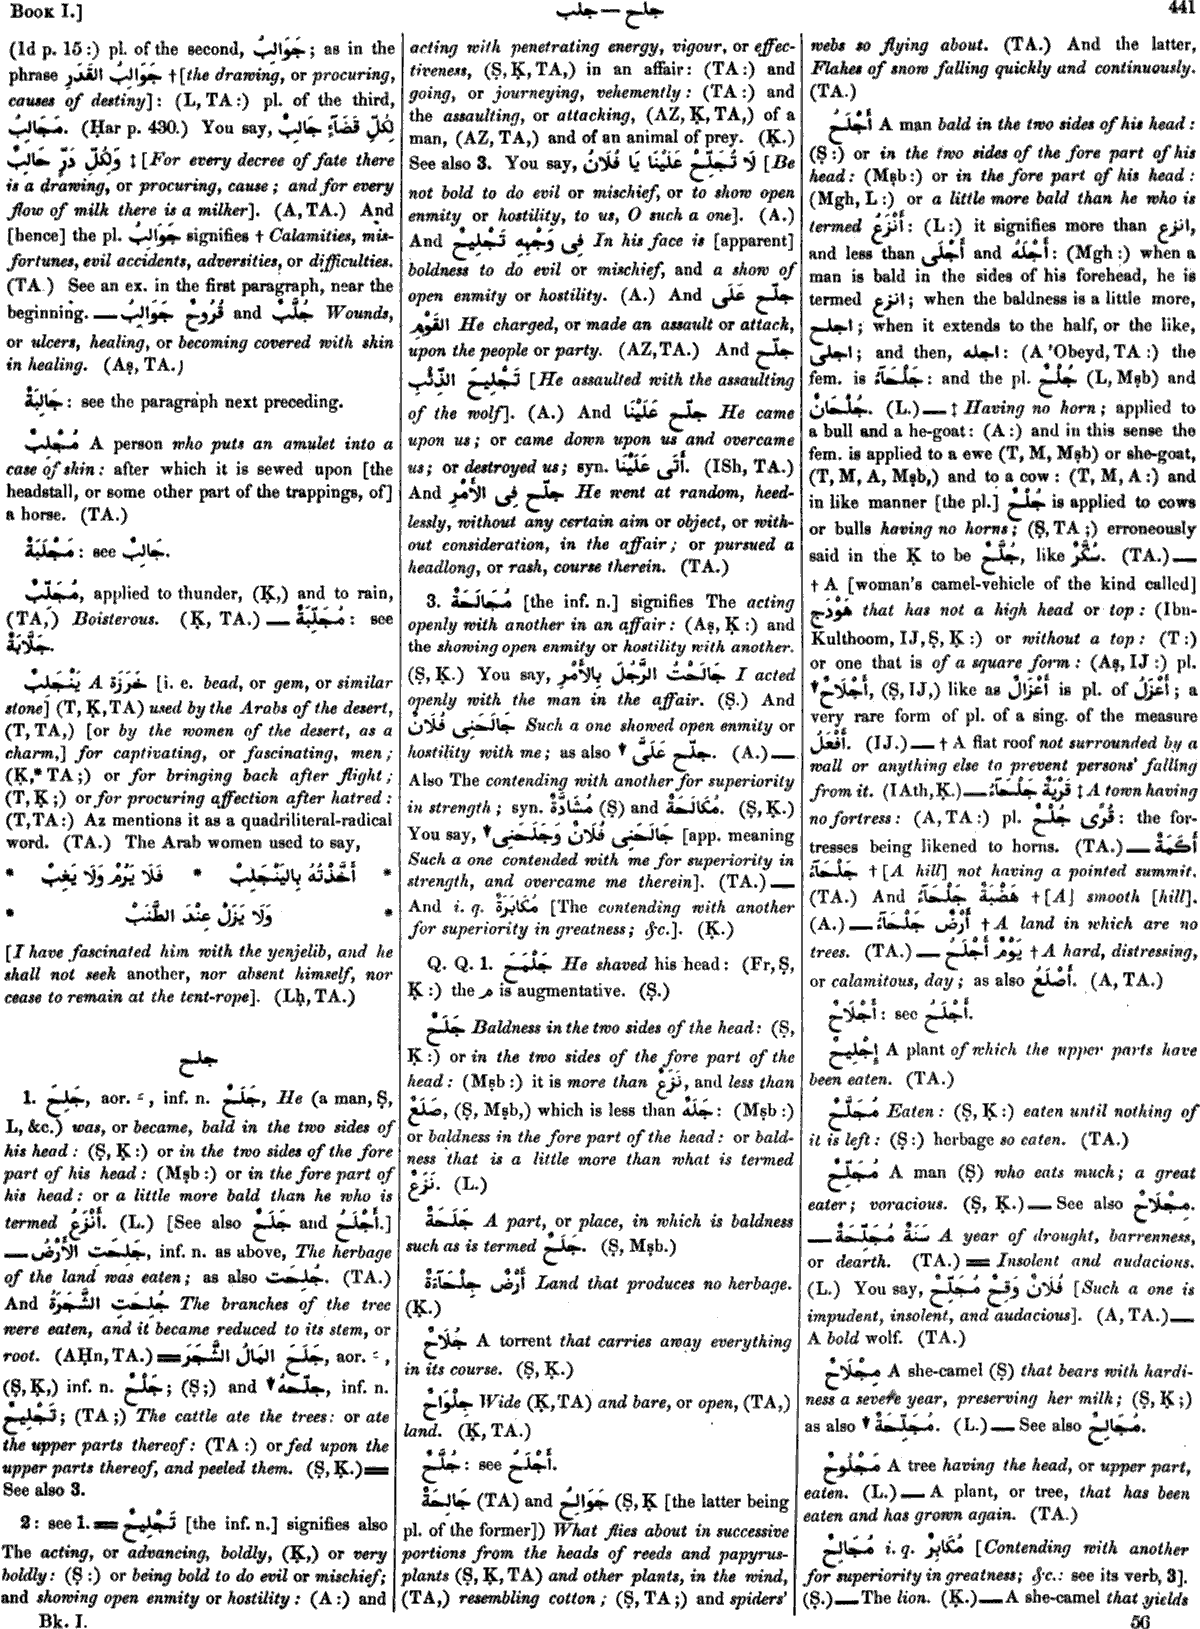 Book I.]
جلب — جلح
441
(Id p. 15:) pl. of the second, جَوَالِبُ; as in the
phrase جَوَالِبُ القَدَرِ †[the drawing, or procuring,
causes of destiny]: (L, TA:) pl. of the third,
مَجَالِبُ. (Ḥar p. 430.) You say, لِكُلِّ قَضَآءٍ جَالِبٌ
وَلِكُلِّ دَرٍّ حَالِبٌ ‡ [For every decree of fate there
is a drawing, or procuring, cause; and for every
flow of milk there is a milker]. (A, TA.) And
[hence] the pl. جَوَالِبُ signifies † Calamities, mis-
fortunes, evil accidents, adversities, or difficulties.
(TA.) See an ex. in the first paragraph, near the
beginning. — قُرُوحٌ جَوَالِبُ and جُلَّبٌ Wounds,
or ulcers, healing, or becoming covered with skin
in healing. (Aṣ, TA.)
جَالِبَةٌ: see the paragraph next preceding.
مُجْلِبٌ A person who puts an amulet into a
case of skin: after which it is sewed upon [the
headstall, or some other part of the trappings, of]
a horse. (TA.)
مَجْلَبَةٌ: see جَالِبٌ.
مُجَلِّبٌ, applied to thunder, (Ḳ,) and to rain,
(TA,) Boisterous. (Ḳ, TA.) — مُجَلِّبَةٌ: see
جَلَّابَةٌ.
يَنْجَلِبٌ A خَرَزَة [i. e. bead, or gem, or similar
stone] (T, Ḳ, TA) used by the Arabs of the desert,
(T, TA,) [or by the women of the desert, as a
charm,] for captivating, or fascinating, men;
(Ḳ,* TA;) or for bringing back after flight;
(T, Ḳ;) or for procuring affection after hatred:
(T, TA:) Az mentions it as a quadriliteral-radical
word. (TA.) The Arab women used to say,
* أَخَّذْتُهُ بِاليَنْجَلِبْ * فَلَا يَرُمْ وَلَا يَغِبْ *
* وَلَا يَزَلْ عِنْدَ الطَّنَبْ *
[I have fascinated him with the yenjelib, and he
shall not seek another, nor absent himself, nor
cease to remain at the tent-rope]. (Lḥ, TA.)
جلح
1. جَلِحَ, aor. ـَ, inf. n. جَلَحٌ, He (a man, Ṣ,
L, &c.) was, or became, bald in the two sides of
his head: (Ṣ, Ḳ:) or in the two sides of the fore
part of his head: (Mṣb:) or in the fore part of
his head: or a little more bald than he who is
termed أَنْزَعُ. (L.) [See also جَلَحٌ and أَجْلَحُ.]
— جَلِحَتِ الأَرْضُ, inf. n. as above, The herbage
of the land was eaten; as also جُلِحَت. (TA.)
And جُلِحَتِ الشَّجَرَةُ The branches of the tree
were eaten, and it became reduced to its stem, or
root. (AḤn, TA.) = جَلَحَ المَالُ الشَّجَرَ, aor. ـَ,
(Ṣ, Ḳ,) inf. n. جَلْحٌ; (Ṣ;) and ▼جلّحهُ, inf. n.
تَجْلِيحٌ; (TA;) The cattle ate the trees: or ate
the upper parts thereof: (TA:) or fed upon the
upper parts thereof, and peeled them. (Ṣ, Ḳ.) =
See also 3.
2: see 1. = تَجْلِيحٌ [the inf. n.] signifies also
The acting, or advancing, boldly, (Ḳ,) or very
boldly: (Ṣ:) or being bold to do evil or mischief;
and showing open enmity or hostility: (A:) and
Bk. I.
acting with penetrating energy, vigour, or effec-
tiveness, (Ṣ, Ḳ, TA,) in an affair: (TA:) and
going, or journeying, vehemently: (TA:) and
the assaulting, or attacking, (AZ, Ḳ, TA,) of a
man, (AZ, TA,) and of an animal of prey. (Ḳ.)
See also 3. You say, لَا تُجَلِّحْ عَلَيْنَا يَا فُلَانُ [Be
not bold to do evil or mischief, or to show open
enmity or hostility, to us, O such a one]. (A.)
And فِى وَجْهِهِ تَجْلِيحٌ In his face is [apparent]
boldness to do evil or mischief, and a show of
open enmity or hostility. (A.) And جلّح عَلَى
القَوْمِ He charged, or made an assault or attack,
upon the people or party. (AZ, TA.) And جلّح
تَجْلِيحَ الذِّئْبِ [He assaulted with the assaulting
of the wolf]. (A.) And جلّح عَلَيْنَا He came
upon us; or came down upon us and overcame
us; or destroyed us; syn. أَتَى عَلَيْنَا. (ISh, TA.)
And جلّح فِى الأَمْرِ He went at random, heed-
lessly, without any certain aim or object, or with-
out consideration, in the affair; or pursued a
headlong, or rash, course therein. (TA.)
3. مُجَالَحَةٌ [the inf. n.] signifies The acting
openly with another in an affair: (Aṣ, Ḳ:) and
the showing open enmity or hostility with another.
(Ṣ, Ḳ.) You say, جَالَحْتُ الرَّجُلَ بِالأَمْرِ I acted
openly with the man in the affair. (Ṣ.) And
جَالَحَنِى فُلَانٌ Such a one showed open enmity or
hostility with me; as also ▼ جلّح عَلَىَّ. (A.) —
Also The contending with another for superiority
in strength; syn. مُشَادَّةٌ (Ṣ) and مُكَالَحَةٌ. (Ṣ, Ḳ.)
You say, ▼جَالَحَنِى فُلَانٌ وَجَلَحَنِى [app. meaning
Such a one contended with me for superiority in
strength, and overcame me therein]. (TA.) —
And i. q. مُكَابَرَةٌ [The contending with another
for superiority in greatness; &c.]. (Ḳ.)
Q. Q. 1. جَلْمَحَ He shaved his head: (Fr, Ṣ,
Ḳ:) the م is augmentative. (Ṣ.)
جَلَحٌ Baldness in the two sides of the head: (Ṣ,
Ḳ:) or in the two sides of the fore part of the
head: (Mṣb:) it is more than نَزَعٌ, and less than
صَلَعٌ, (Ṣ, Mṣb,) which is less than جَلَهٌ: (Mṣb:)
or baldness in the fore part of the head: or bald-
ness that is a little more than what is termed
نَزَعٌ. (L.)
جَلَحَةٌ A part, or place, in which is baldness
such as is termed جَلَحٌ. (Ṣ, Mṣb.)
أَرْضٌ جِلْحَآءَةٌ Land that produces no herbage.
(Ḳ.)
جُلَاحٌ A torrent that carries away everything
in its course. (Ṣ, Ḳ.)
جِلْوَاحٌ Wide (Ḳ, TA) and bare, or open, (TA,)
land. (Ḳ, TA.)
جُلَّحٌ: see أَجْلَحُ.
جَالِحَةٌ (TA) and جَوَالِحُ (Ṣ, Ḳ [the latter being
pl. of the former]) What flies about in successive
portions from the heads of reeds and papyrus-
plants (Ṣ, Ḳ, TA) and other plants, in the wind,
(TA,) resembling cotton; (Ṣ, TA;) and spiders'
webs so flying about. (TA.) And the latter,
Flakes of snow falling quickly and continuously.
(TA.)
أَجْلَحُ A man bald in the two sides of his head:
(Ṣ:) or in the two sides of the fore part of his
head: (Mṣb:) or in the fore part of his head:
(Mgh, L:) or a little more bald than he who is
termed أَنْزَعُ: (L:) it signifies more than انزع,
and less than أَجْلَى and أَجْلَهُ: (Mgh:) when a
man is bald in the sides of his forehead, he is
termed انزع; when the baldness is a little more,
اجلح; when it extends to the half, or the like,
اجلى; and then, اجله: (A 'Obeyd, TA:) the
fem. is جَلْحَآءُ: and the pl. جُلْحٌ (L, Mṣb) and
جُلْحَانٌ. (L.) — ‡ Having no horn; applied to
a bull and a he-goat: (A:) and in this sense the
fem. is applied to a ewe (T, M, Mṣb) or she-goat,
(T, M, A, Mṣb,) and to a cow: (T, M, A:) and
in like manner [the pl.] جُلْحٌ is applied to cows
or bulls having no horns; (Ṣ, TA;) erroneously
said in the Ḳ to be جُلَّحٌ, like سُكَّرٌ. (TA.) —
† A [woman's camel-vehicle of the kind called]
هَوْدَج that has not a high head or top: (Ibn-
Kulthoom, IJ, Ṣ, Ḳ:) or without a top: (T:)
or one that is of a square form: (Aṣ, IJ:) pl.
▼أَجْلَاحٌ, (Ṣ, IJ,) like as أَعْزَالٌ is pl. of أَعْزَلُ; a
very rare form of pl. of a sing. of the measure
أَفْعَلُ. (IJ.) — † A flat roof not surrounded by a
wall or anything else to prevent persons' falling
from it. (IAth, Ḳ.) — قَرْيَةٌ جَلْحَآءُ ‡ A town having
no fortress: (A, TA:) pl. قُرًى جُلْحٌ: the for-
tresses being likened to horns. (TA.) — أَكَمَةٌ
جَلْحَآءُ † [A hill] not having a pointed summit.
(TA.) And هَضْبَةٌ جَلْحَآءُ † [A] smooth [hill].
(A.) — أَرْضٌ جَلْحَآءُ † A land in which are no
trees. (TA.) — يَوْمٌ أَجْلَحُ † A hard, distressing,
or calamitous, day; as also أَصْلَعُ. (A, TA.)
أَجْلَاحٌ: see أَجْلَحُ.
إِجْلِيحٌ A plant of which the upper parts have
been eaten. (TA.)
مُجَلَّحٌ Eaten: (Ṣ, Ḳ:) eaten until nothing of
it is left: (Ṣ:) herbage so eaten. (TA.)
مُجَلِّحٌ A man (Ṣ) who eats much; a great
eater; voracious. (Ṣ, Ḳ.) — See also مِجْلَاحٌ.
— سَنَةٌ مُجَلِّحَةٌ A year of drought, barrenness,
or dearth. (TA.) = Insolent and audacious.
(L.) You say, فُلَانٌ وَقِحٌ مُجَلِّحٌ [Such a one is
impudent, insolent, and audacious]. (A, TA.) —
A bold wolf. (TA.)
مِجْلَاحٌ A she-camel (Ṣ) that bears with hardi-
ness a severe year, preserving her milk; (Ṣ, Ḳ;)
as also ▼ مُجَلِّحَةٌ. (L.) — See also مُجَالِحٌ.
مَجْلُوحٌ A tree having the head, or upper part,
eaten. (L.) — A plant, or tree, that has been
eaten and has grown again. (TA.)
مُجَالِحٌ i. q. مُكَابِرٌ [Contending with another
for superiority in greatness; &c.: see its verb, 3].
(Ṣ.) — The lion. (Ḳ.) — A she-camel that yields
56